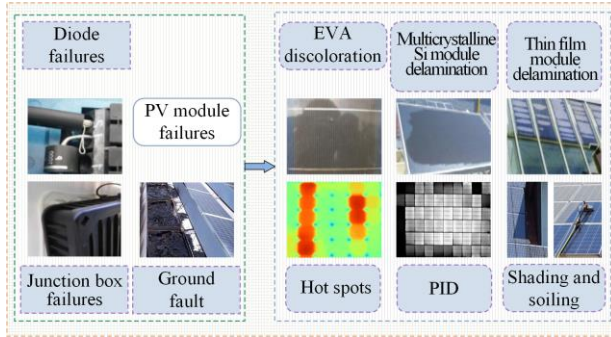 Diode
failures
PV module
failures
Junction box
failures
Ground
fault
EVA
discoloration
Multicrystalline
Si module
delamination
Thin film
module
delamination
Hot spots
PID
Shading and
soiling